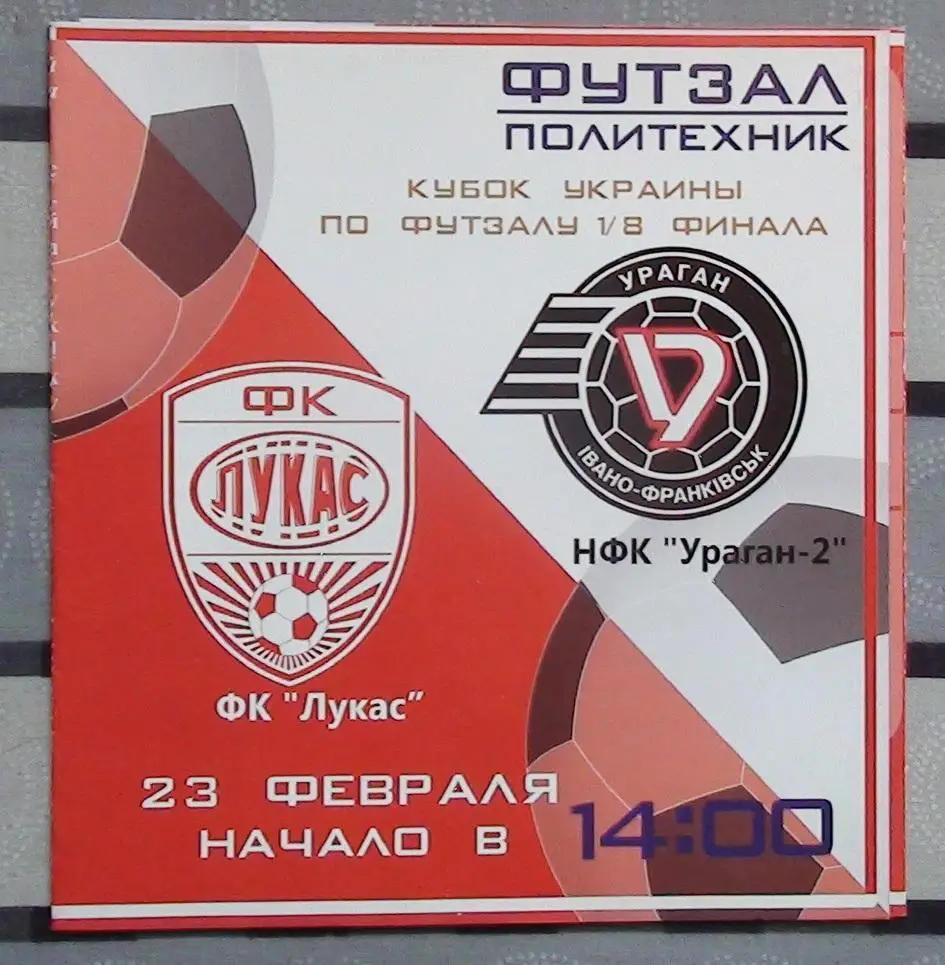 ФУТЗАЛ
ПОЛИТЕХНИК
КУБОК УКРАИНЫ
ПО ФУТЗАЛУ 1/8 ФИНАЛА
УРАГАН
ІВАНО-ФРАНКІВСЬК
НФК "Ураган-2"
ФК
ЛУКАС
ФК "Лукас"
23 ФЕВРАЛЯ
НАЧАЛО В 14:00